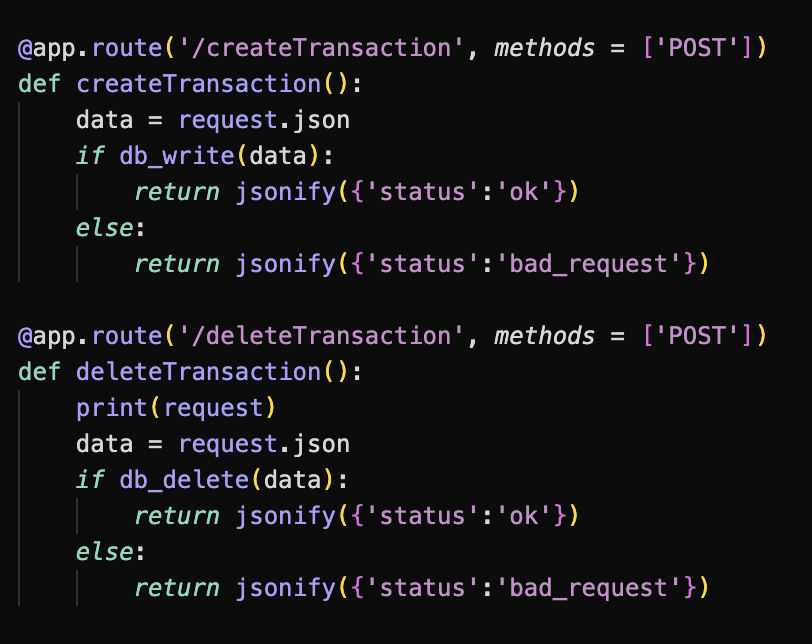 @app.route('/createTransaction', methods = ['POST'])
def createTransaction():
    data = request.json
    if db_write(data):
        return jsonify({'status':'ok'})
    else:
        return jsonify({'status':'bad_request'})

@app.route('/deleteTransaction', methods = ['POST'])
def deleteTransaction():
    print(request)
    data = request.json
    if db_delete(data):
        return jsonify({'status':'ok'})
    else:
        return jsonify({'status':'bad_request'})